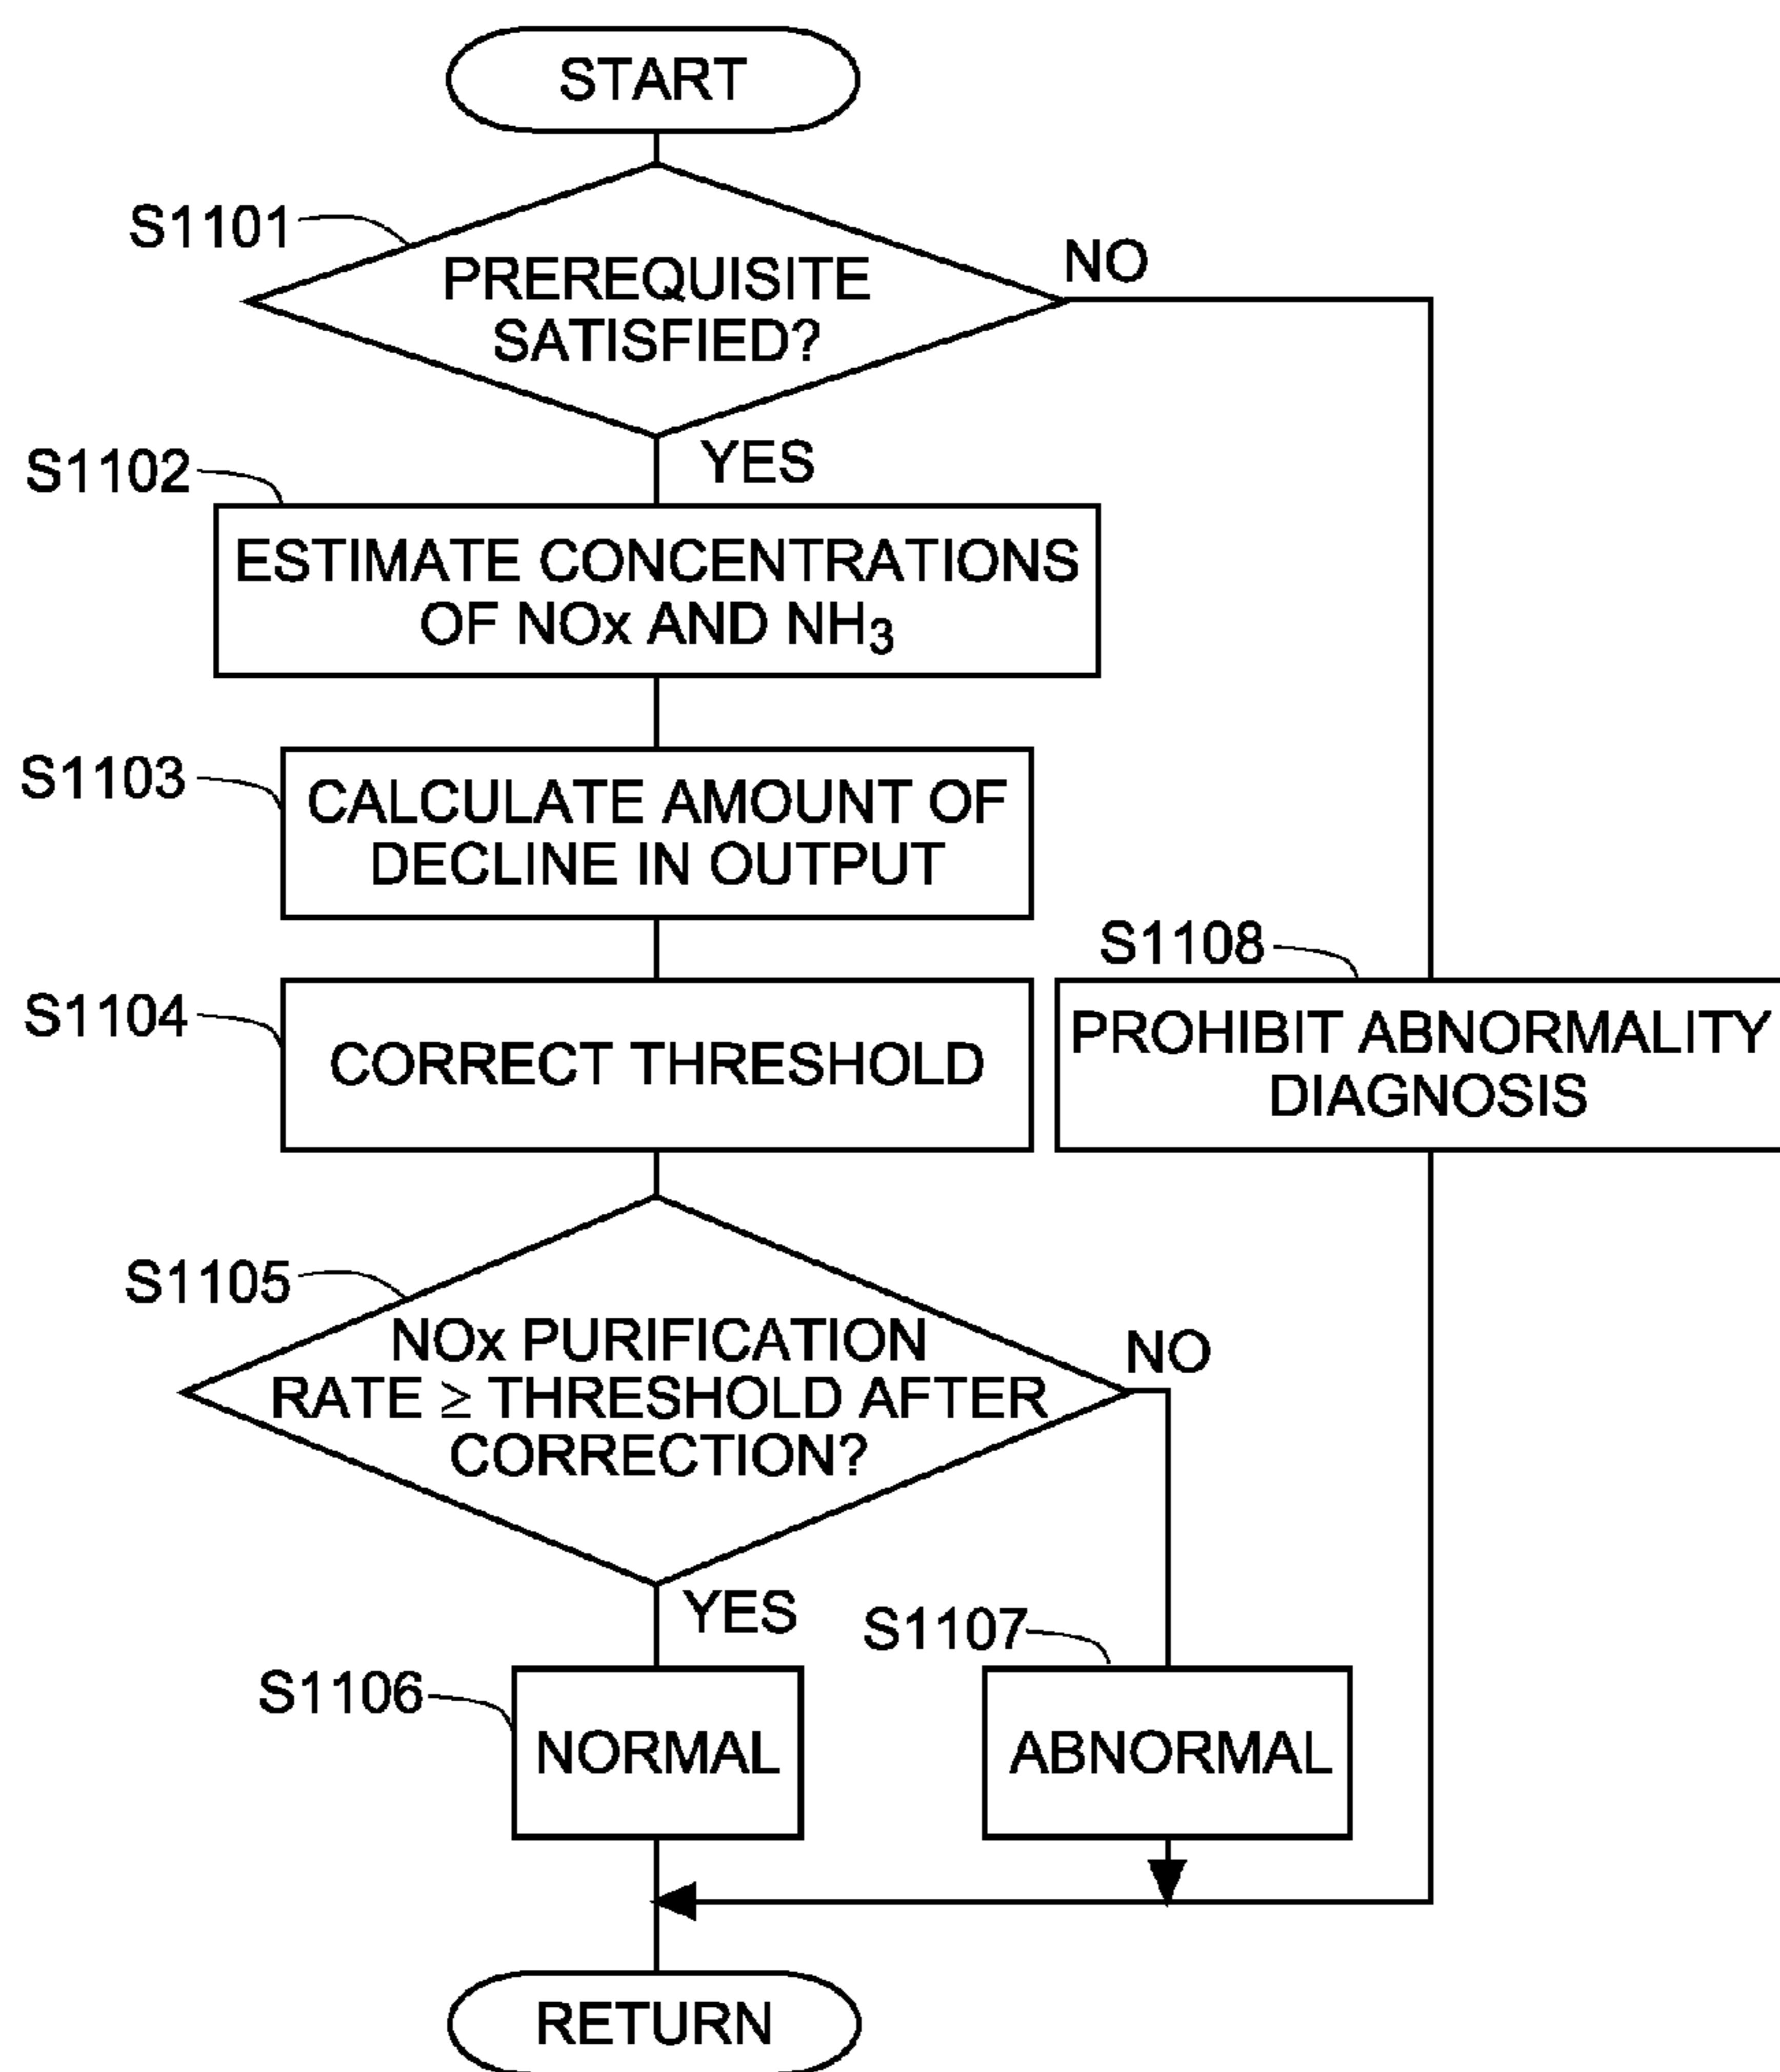 START
S1101
PREREQUISITE
SATISFIED?
NO
YES
S1102
ESTIMATE CONCENTRATIONS
OF NOx AND NH₃
S1103
CALCULATE AMOUNT OF
DECLINE IN OUTPUT
S1104
CORRECT THRESHOLD
S1108
PROHIBIT ABNORMALITY
DIAGNOSIS
S1105
NOx PURIFICATION
RATE ≥ THRESHOLD AFTER
CORRECTION?
NO
YES
S1106
NORMAL
S1107
ABNORMAL
RETURN